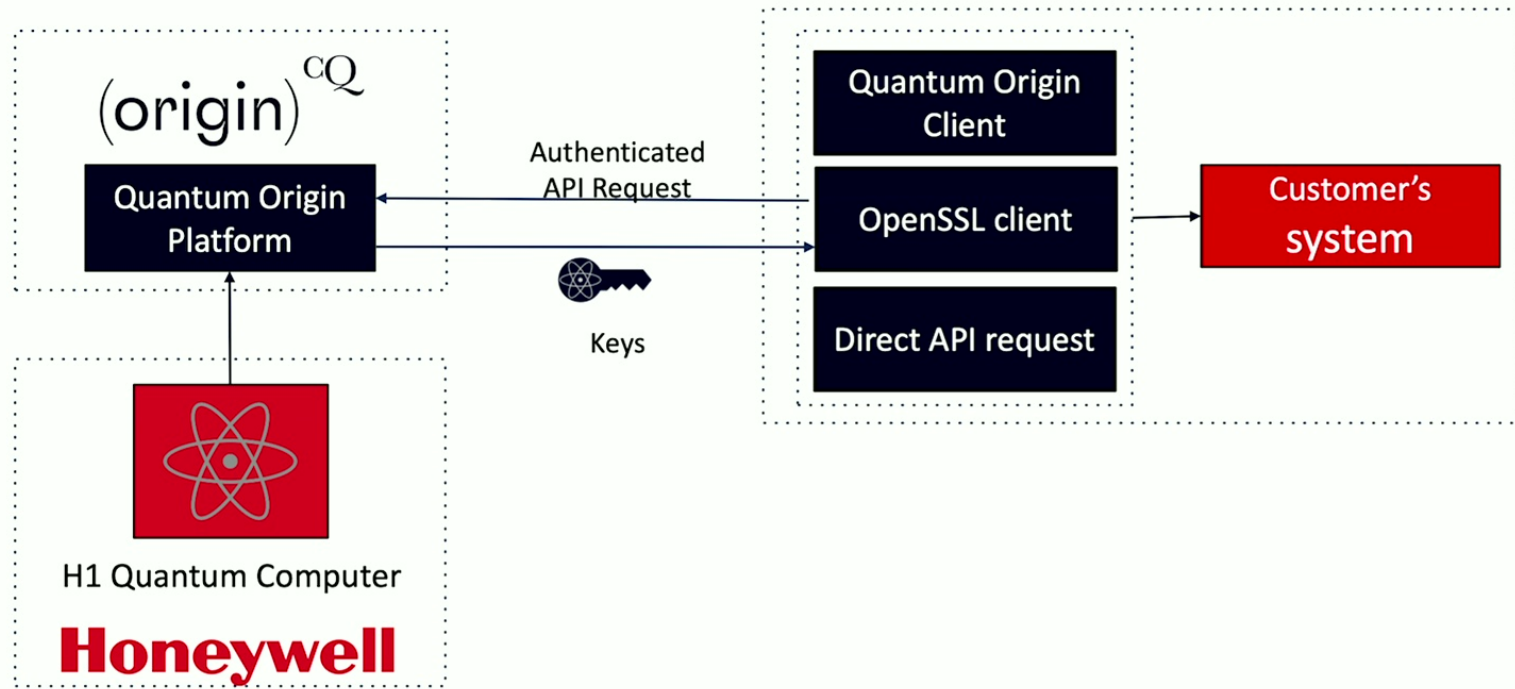 (origin)CQ
Quantum Origin
Platform
Authenticated
API Request
Keys
Quantum Origin
Client
OpenSSL client
Direct API request
Customer’s
system
H1 Quantum Computer
Honeywell